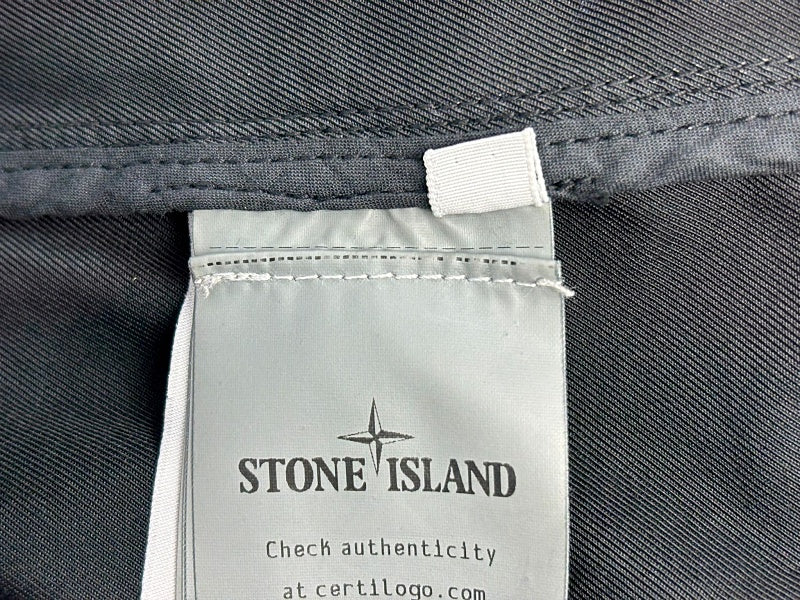 STONE ISLAND
Check authenticity
at certilogo.com